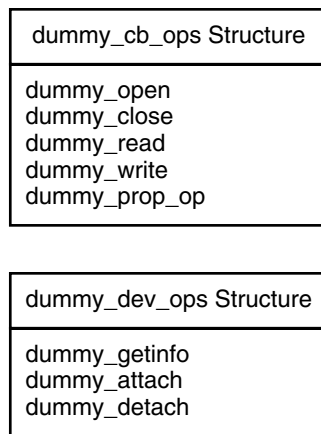 dummy_cb_ops Structure
dummy_open
dummy_close
dummy_read
dummy_write
dummy_prop_op
dummy_dev_ops Structure
dummy_getinfo
dummy_attach
dummy_detach